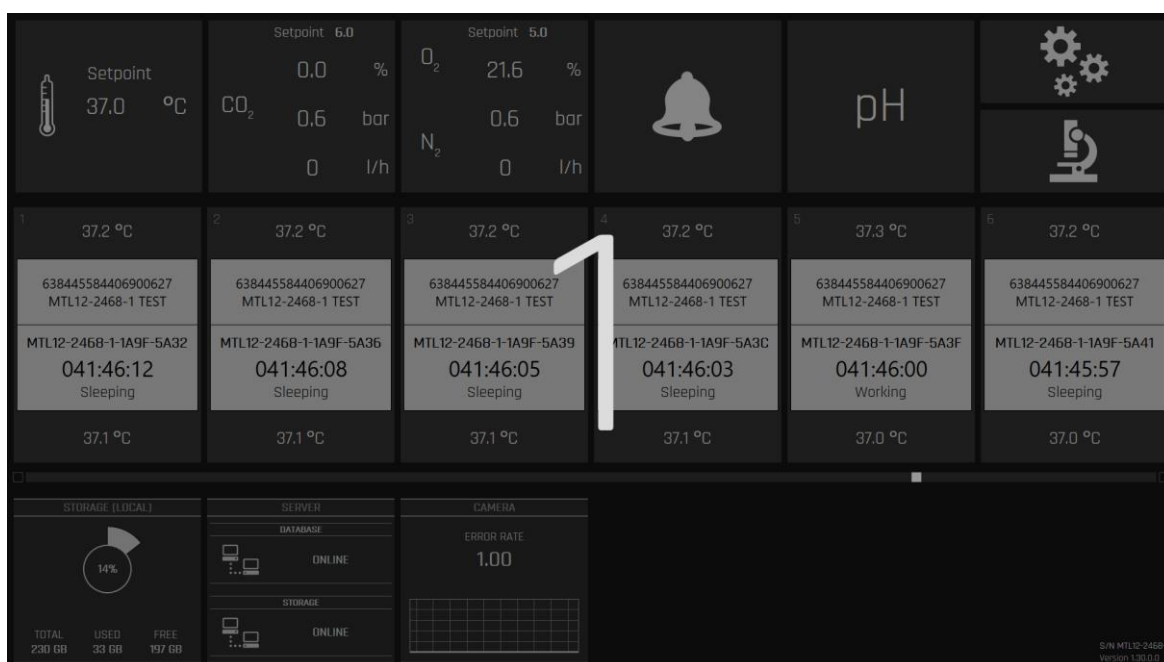 Setpoint
37.0 °C
Setpoint 6.0
0.0 %
CO2
0.6 bar
0 l/h
Setpoint 5.0
O2 21.6 %
0.6 bar
N2
0 l/h
pH
1 37.2 °C
638445584406900627
MTL12-2468-1 TEST
MTL12-2468-1-1A9F-5A32
041:46:12
Sleeping
37.1 °C
2 37.2 °C
638445584406900627
MTL12-2468-1 TEST
MTL12-2468-1-1A9F-5A36
041:46:08
Sleeping
37.1 °C
3 37.2 °C
638445584406900627
MTL12-2468-1 TEST
MTL12-2468-1-1A9F-5A39
041:46:05
Sleeping
37.1 °C
4 37.2 °C
638445584406900627
MTL12-2468-1 TEST
MTL12-2468-1-1A9F-5A3C
041:46:03
Sleeping
37.1 °C
5 37.3 °C
638445584406900627
MTL12-2468-1 TEST
MTL12-2468-1-1A9F-5A3F
041:46:00
Working
37.0 °C
6 37.2 °C
638445584406900627
MTL12-2468-1 TEST
MTL12-2468-1-1A9F-5A41
041:45:57
Sleeping
37.0 °C
1
STORAGE (LOCAL)
14%
TOTAL USED FREE
230 GB 33 GB 197 GB
SERVER
DATABASE
ONLINE
STORAGE
ONLINE
CAMERA
ERROR RATE
1.00
S/N MTL12-2468
Version 1.30.0.0